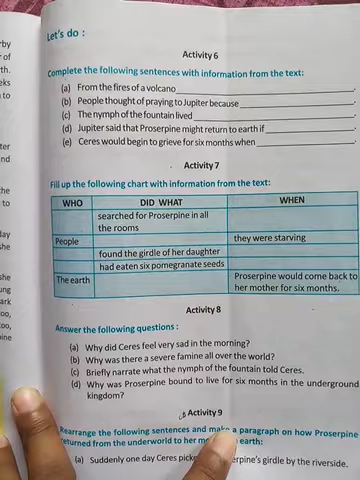 Let's do :
Activity 6
Complete the following sentences with information from the text:
(a) From the fires of a volcano_______________.
(b) People thought of praying to Jupiter because_______________.
(c) The nymph of the fountain lived_______________.
(d) Jupiter said that Proserpine might return to earth if_______________.
(e) Ceres would begin to grieve for six months when_______________.
Activity 7
Fill up the following chart with information from the text:
WHO DID WHAT WHEN
searched for Proserpine in all
the rooms
People they were starving
found the girdle of her daughter
had eaten six pomegranate seeds
The earth Proserpine would come back to
her mother for six months.
Activity 8
Answer the following questions :
(a) Why did Ceres feel very sad in the morning?
(b) Why was there a severe famine all over the world?
(c) Briefly narrate what the nymph of the fountain told Ceres.
(d) Why was Proserpine bound to live for six months in the underground
kingdom?
Activity 9
Rearrange the following sentences and make a paragraph on how Proserpine
returned from the underworld to her earth:
(a) Suddenly one day Ceres girdle by the riverside.